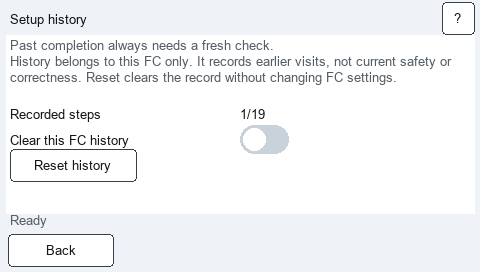 Setup history
?
Past completion always needs a fresh check.
History belongs to this FC only. It records earlier visits, not current safety or
correctness. Reset clears the record without changing FC settings.
Recorded steps 1/19
Clear this FC history
Reset history
Ready
Back